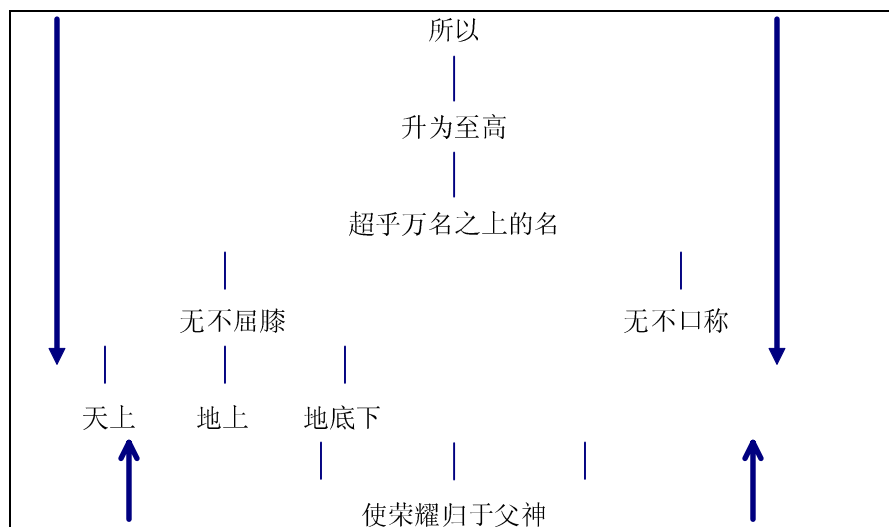 所以
升为至高
超乎万名之上的名
无不屈膝 无不口称
天上 地上 地底下
使荣耀归于父神